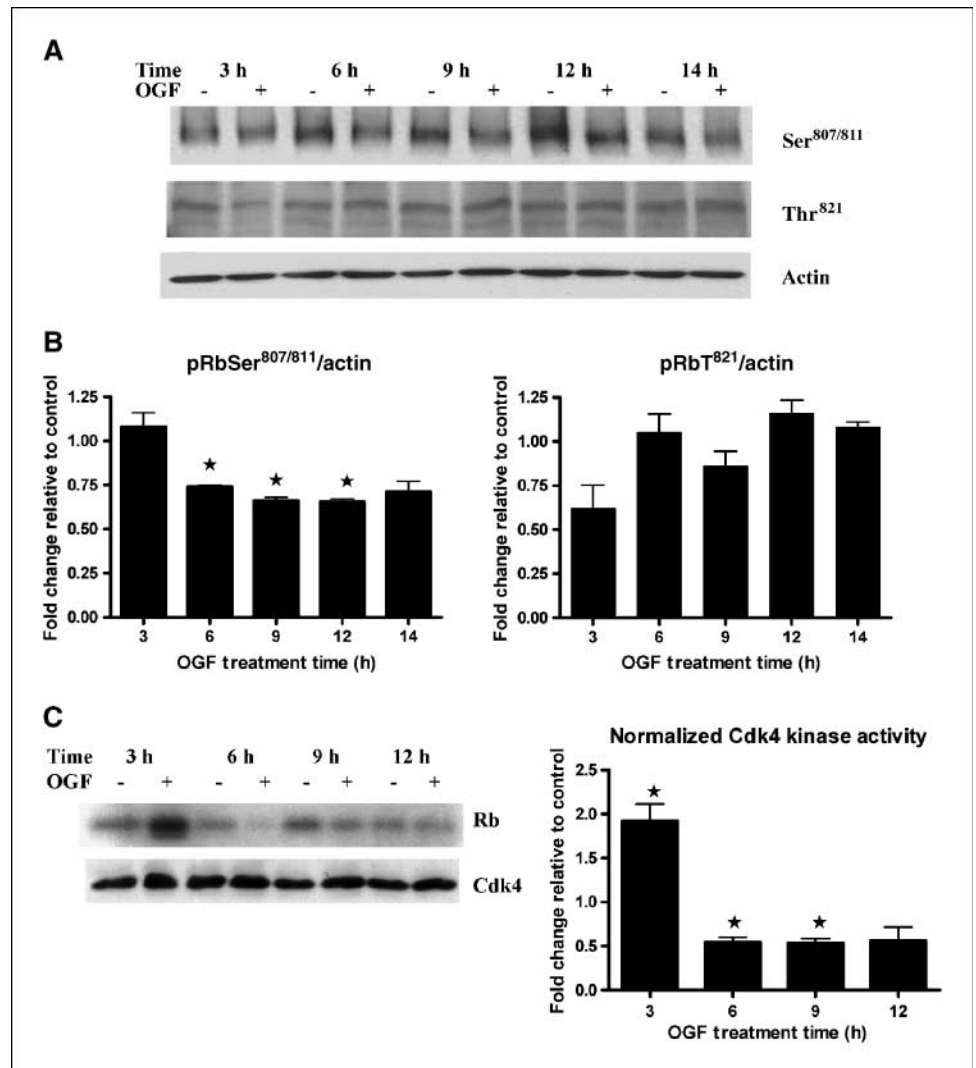 A
Time 3 h 6 h 9 h 12 h 14 h
OGF - + - + - + - + - +
Ser807/811
Thr821
Actin
B
pRbSer807/811/actin
Fold change relative to control
1.25
1.00
0.75
0.50
0.25
0.00
★ ★ ★
3 6 9 12 14
OGF treatment time (h)
pRbT821/actin
Fold change relative to control
1.25
1.00
0.75
0.50
0.25
0.00
3 6 9 12 14
OGF treatment time (h)
C
Time 3 h 6 h 9 h 12 h
OGF - + - + - + - +
Rb
Cdk4
Normalized Cdk4 kinase activity
Fold change relative to control
2.5
2.0
1.5
1.0
0.5
0.0
★ ★ ★
3 6 9 12
OGF treatment time (h)